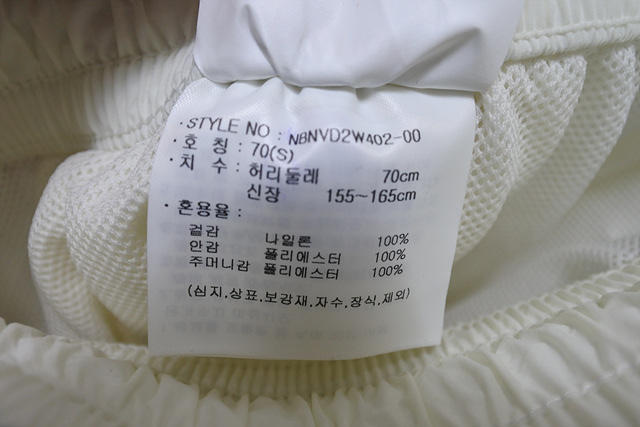 · STYLE NO : NBNVD2W402-00
· 호 칭 : 70(S)
· 치 수 : 허리둘레 70cm
신장 155~165cm
· 혼용율 :
겉감 나일론 100%
안감 폴리에스터 100%
주머니감 폴리에스터 100%
(심지,상표,보강재,자수,장식,제외)